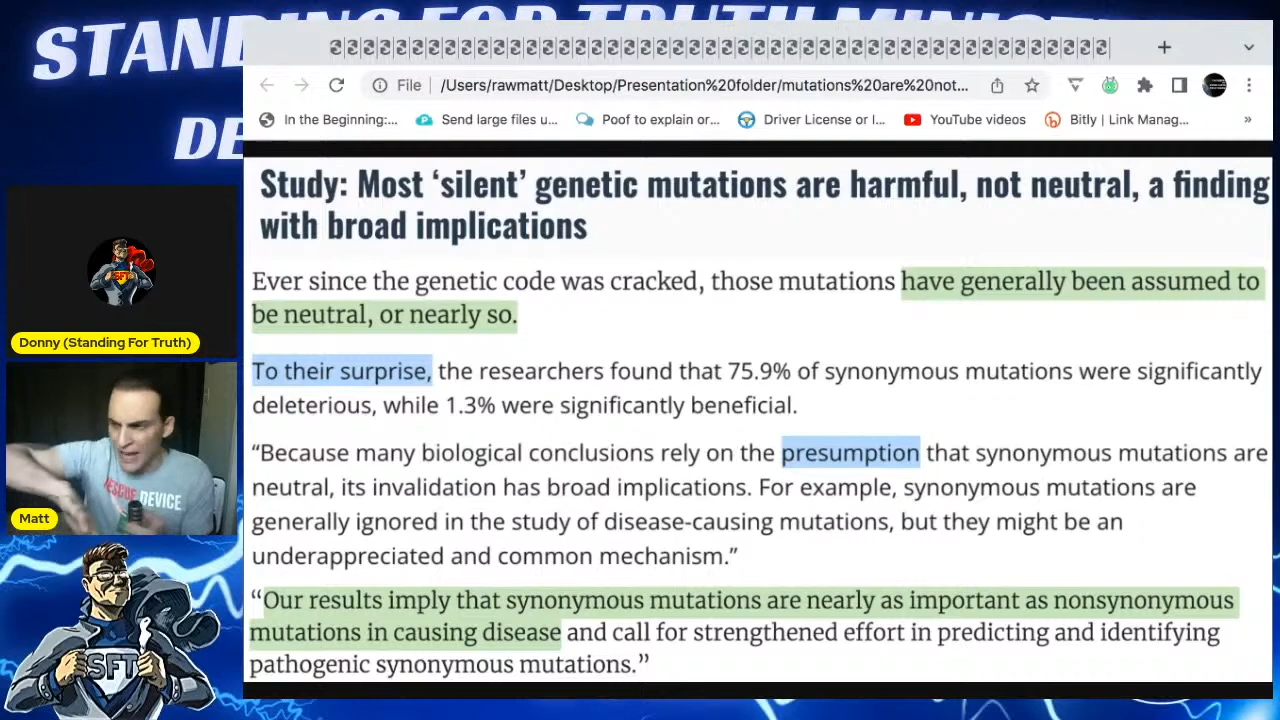 STANDING FOR TRUTH MINIST
DE
File
/Users/rawmatt/Desktop/Presentation%20folder/mutations%20are%20not...
In the Beginning:...
Send large files u...
Poof to explain or...
Driver License or I...
YouTube videos
Bitly | Link Manag...
»
Study: Most ‘silent’ genetic mutations are harmful, not neutral, a finding
with broad implications
Ever since the genetic code was cracked, those mutations have generally been assumed to
be neutral, or nearly so.
To their surprise, the researchers found that 75.9% of synonymous mutations were significantly
deleterious, while 1.3% were significantly beneficial.
“Because many biological conclusions rely on the presumption that synonymous mutations are
neutral, its invalidation has broad implications. For example, synonymous mutations are
generally ignored in the study of disease-causing mutations, but they might be an
underappreciated and common mechanism.”
“Our results imply that synonymous mutations are nearly as important as nonsynonymous
mutations in causing disease and call for strengthened effort in predicting and identifying
pathogenic synonymous mutations.”
SFT
Donny (Standing For Truth)
RESCUE DEVICE
Matt
SFT